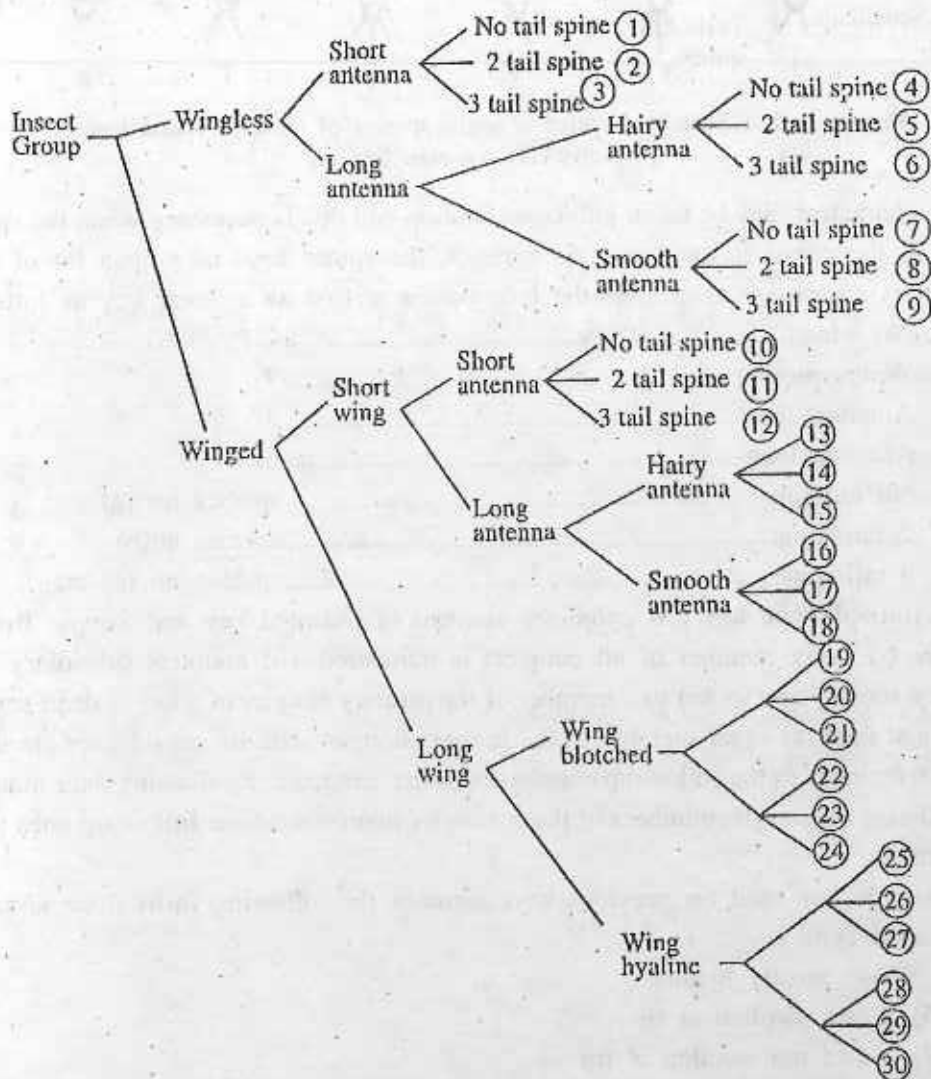 Short antenna
No tail spine ①
2 tail spine ②
3 tail spine ③
Insect Group
Wingless
Long antenna
Hairy antenna
No tail spine ④
2 tail spine ⑤
3 tail spine ⑥
Smooth antenna
No tail spine ⑦
2 tail spine ⑧
3 tail spine ⑨
Winged
Short wing
Short antenna
No tail spine ⑩
2 tail spine ⑪
3 tail spine ⑫
Long antenna
Hairy antenna
⑬
⑭
⑮
Smooth antenna
⑯
⑰
⑱
Long wing
Wing blotched
⑲
⑳
㉑
㉒
㉓
㉔
Wing hyaline
㉕
㉖
㉗
㉘
㉙
㉚